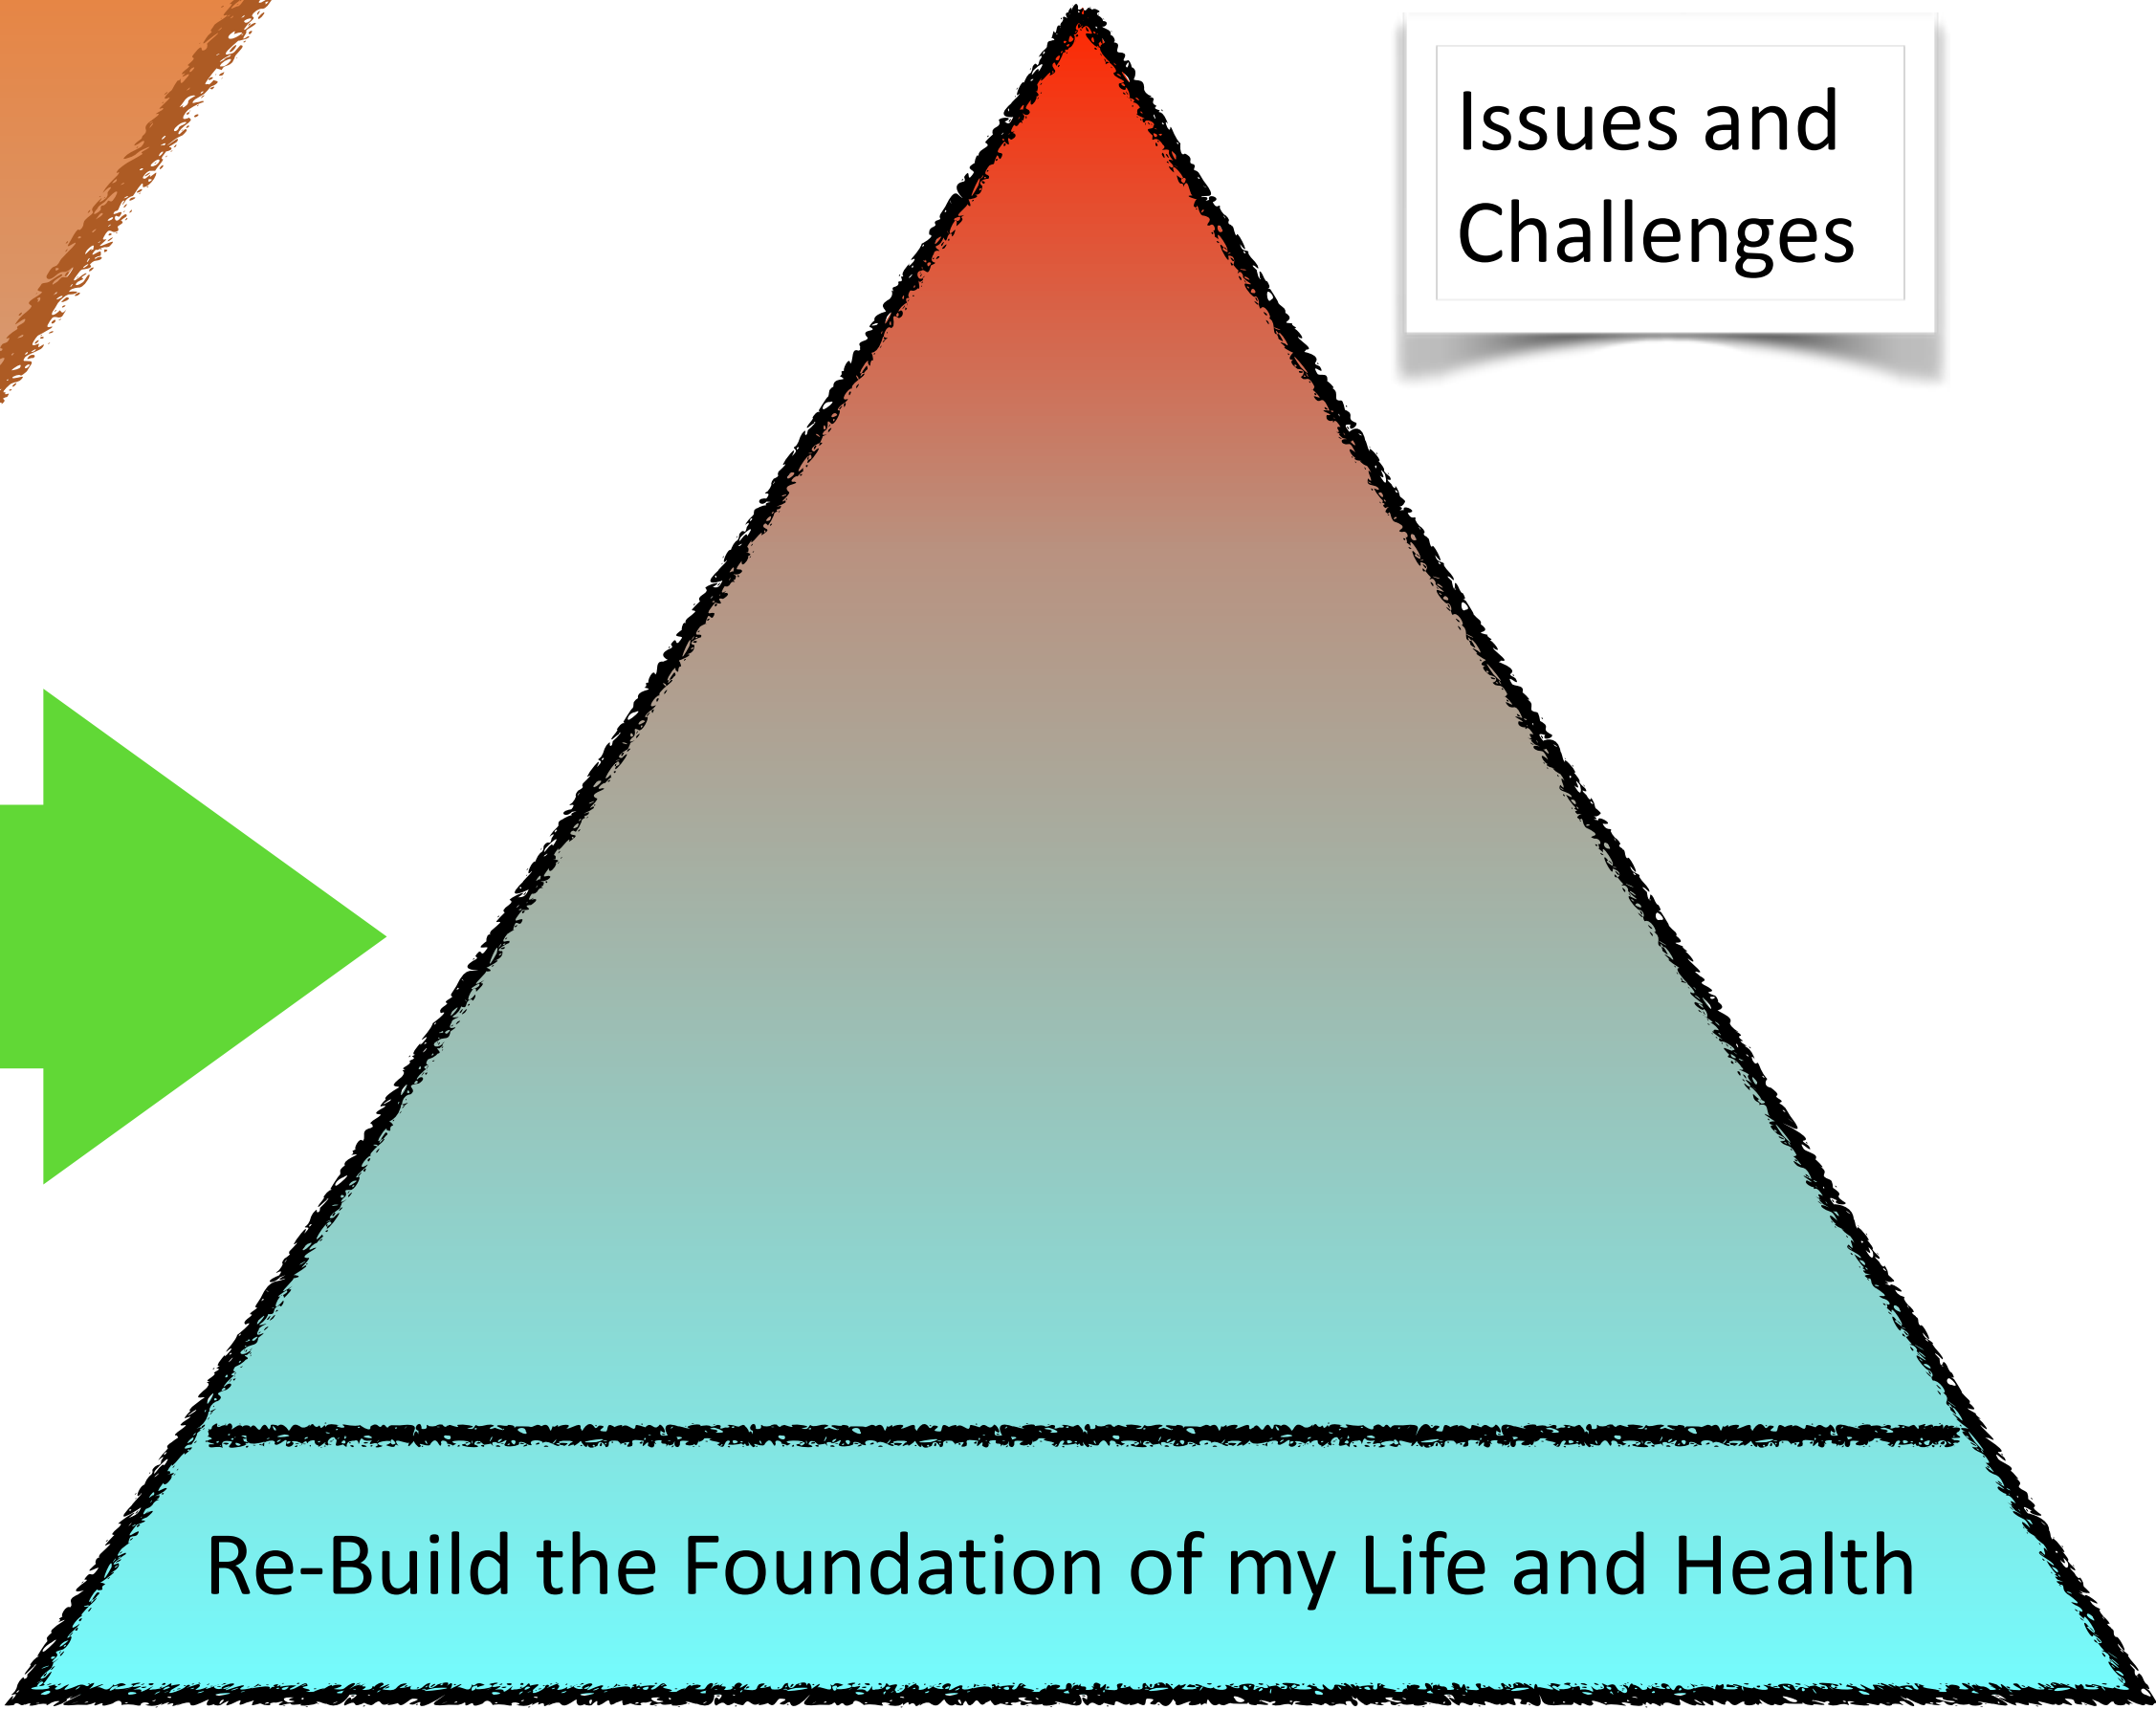 Issues and
Challenges
Re-Build the Foundation of my Life and Health